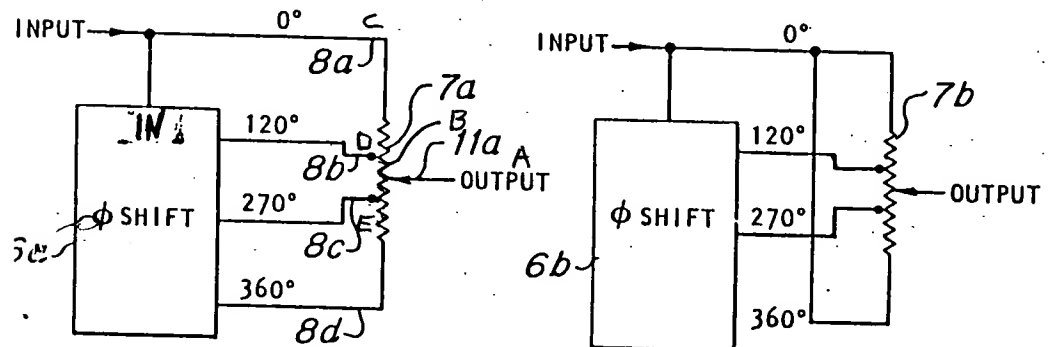 INPUT
0°
C
8a
7a
IN
120°
D
8b
B
11a
A
OUTPUT
270°
E
8c
ϕ SHIFT
360°
8d
INPUT
0°
7b
120°
OUTPUT
ϕ SHIFT
270°
6b
360°